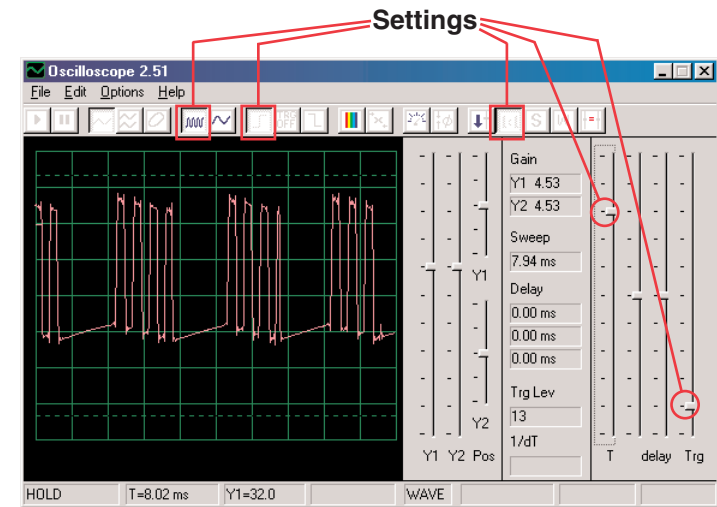 Settings
Oscilloscope 2.51
File Edit Options Help
TRG OFF
S
Gain
Y1 4.53
Y2 4.53
Sweep
7.94 ms
Delay
0.00 ms
0.00 ms
0.00 ms
Trg Lev
13
1/dT
Y1
Y2
Y1 Y2 Pos
T delay Trg
HOLD T=8.02 ms Y1=32.0 WAVE